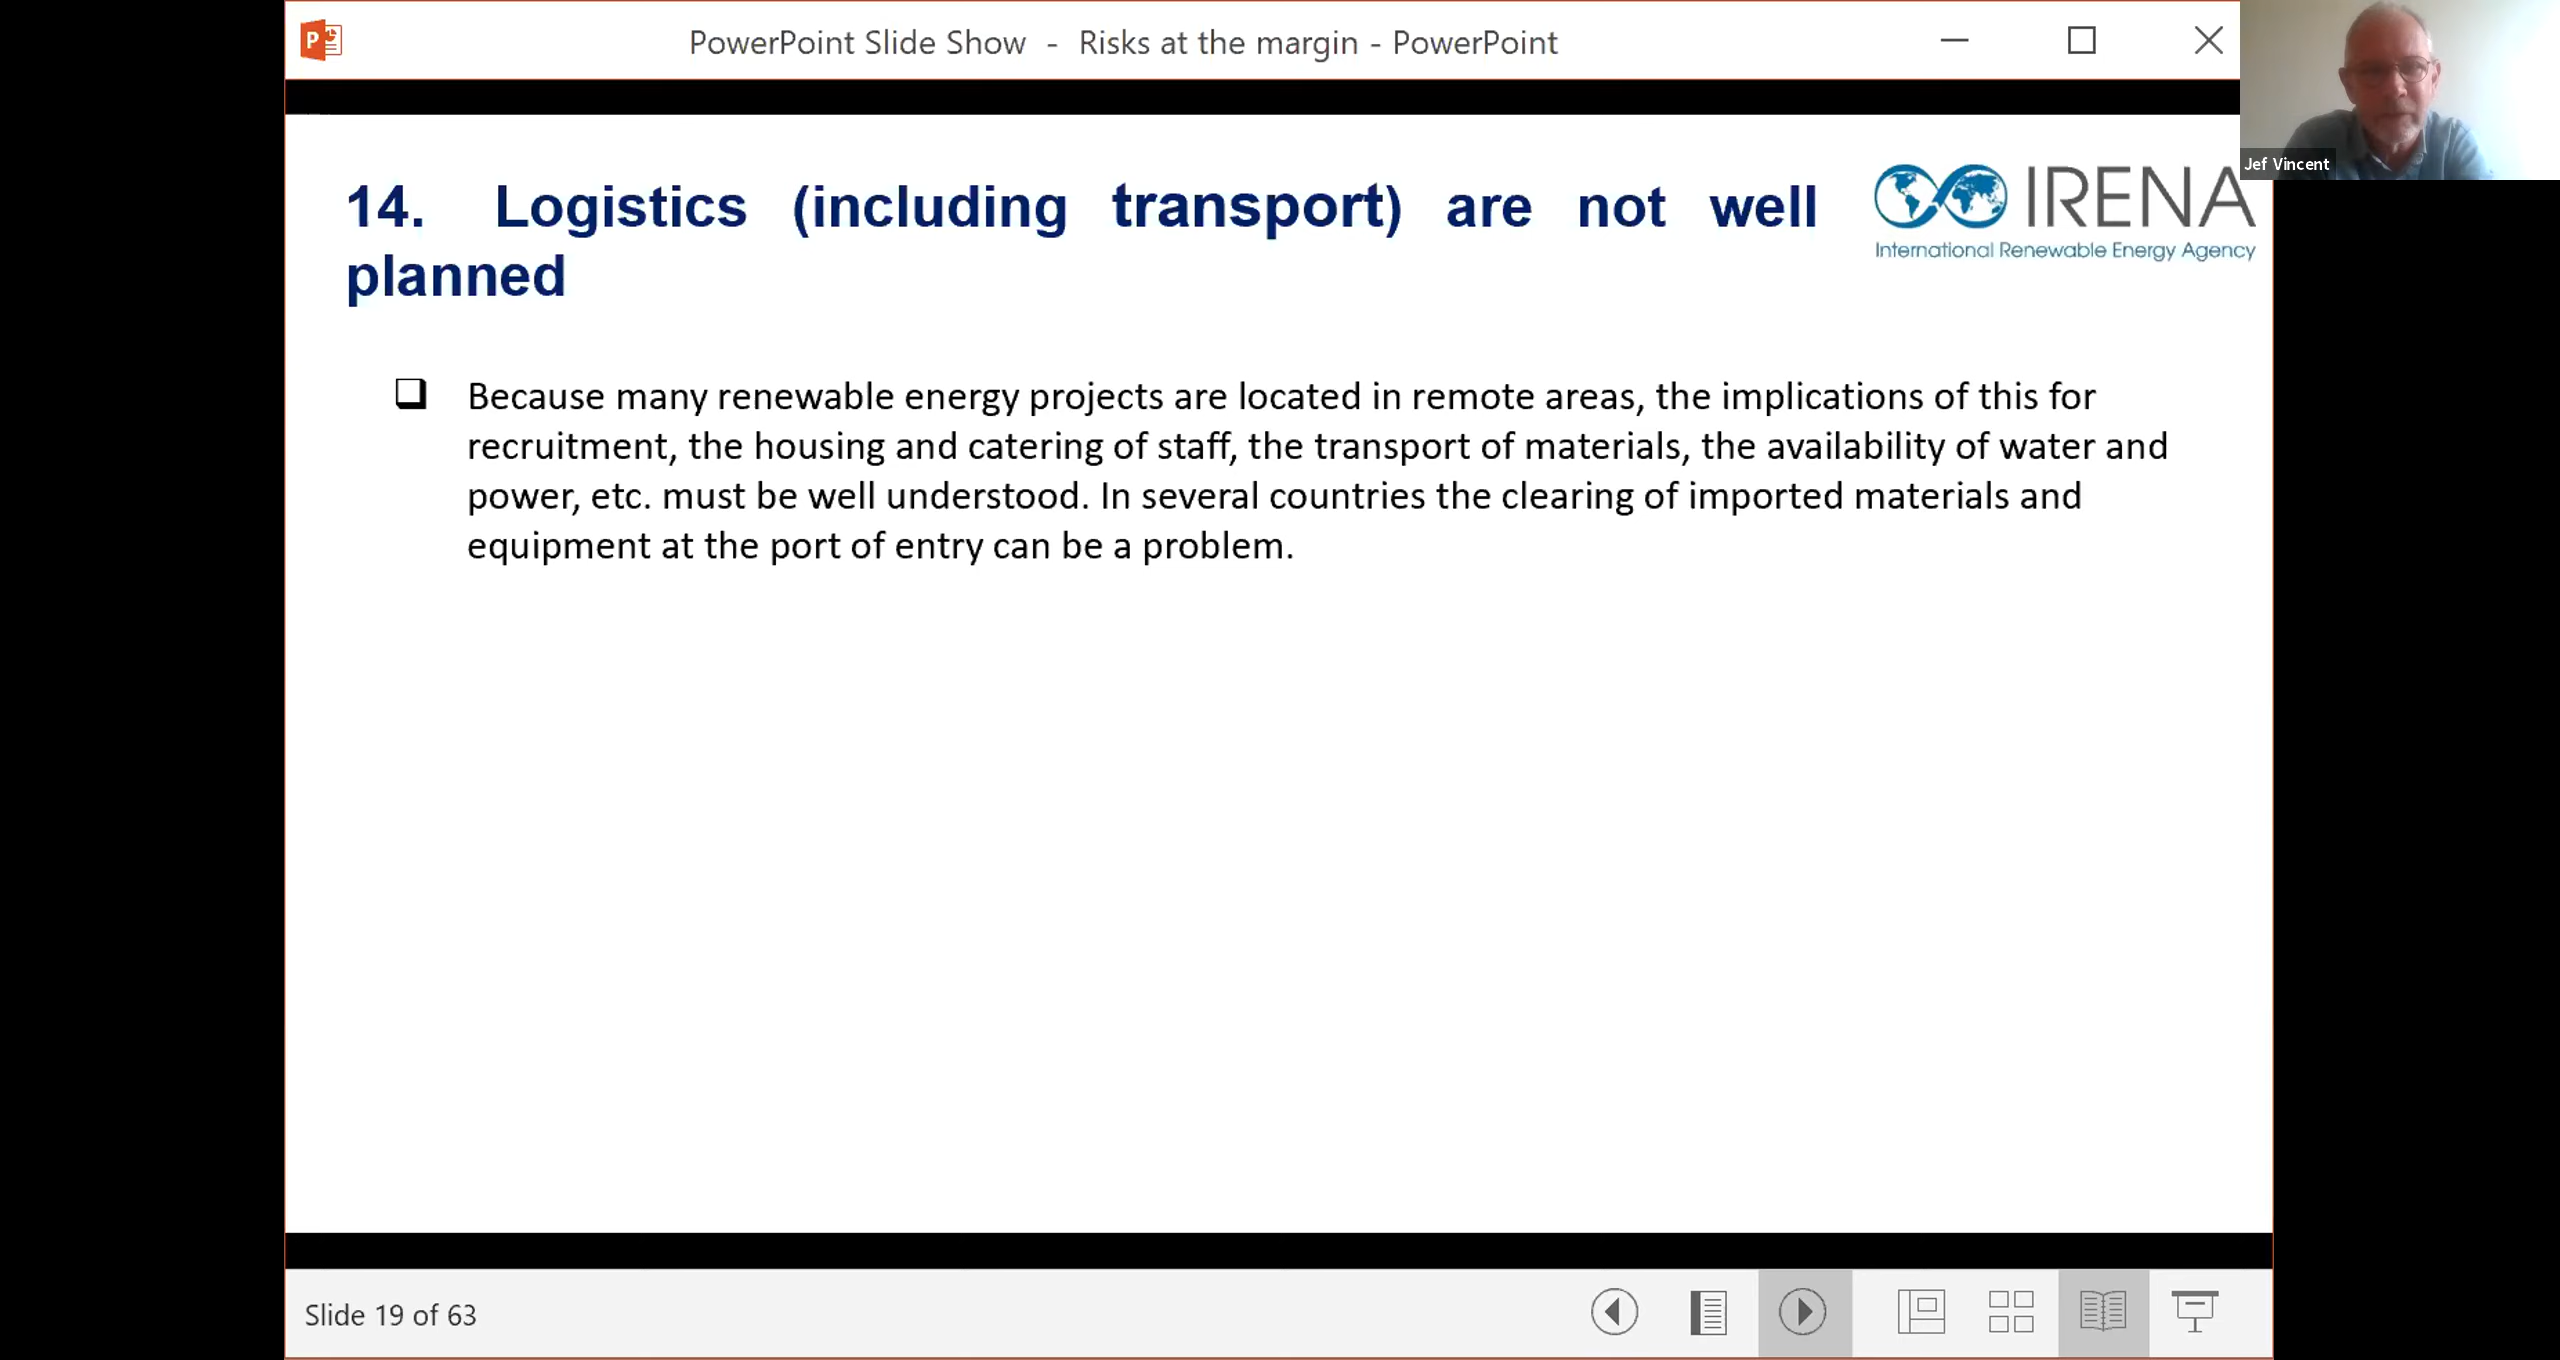 PowerPoint Slide Show - Risks at the margin - PowerPoint
Jef Vincent
14. Logistics (including transport) are not well
planned
IRENA
International Renewable Energy Agency
Because many renewable energy projects are located in remote areas, the implications of this for
recruitment, the housing and catering of staff, the transport of materials, the availability of water and
power, etc. must be well understood. In several countries the clearing of imported materials and
equipment at the port of entry can be a problem.
Slide 19 of 63